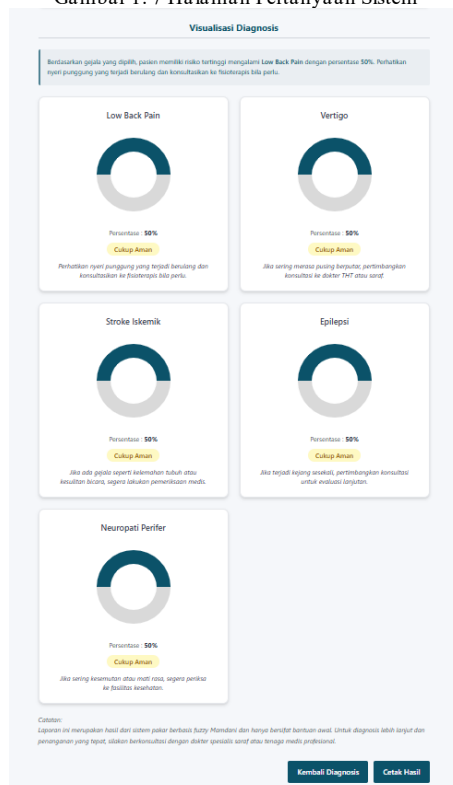 Gambar 1. 7 Halaman Pertanyaan Sistem
Visualisasi Diagnosis
Berdasarkan gejala yang dipilih, pasien memiliki risiko tertinggi mengalami Low Back Pain dengan persentase 50%. Perhatikan
nyeri punggung yang terjadi berulang dan konsultasikan ke fisioterapis bila perlu.
Low Back Pain
Persentase : 50%
Cukup Aman
Perhatikan nyeri punggung yang terjadi berulang dan
konsultasikan ke fisioterapis bila perlu.
Vertigo
Persentase : 50%
Cukup Aman
Jika sering merasa pusing berputar, pertimbangkan
konsultasi ke dokter THT atau saraf.
Stroke Iskemik
Persentase : 50%
Cukup Aman
Jika ada gejala seperti kelemahan tubuh atau
kesulitan bicara, segera lakukan pemeriksaan medis.
Epilepsi
Persentase : 50%
Cukup Aman
Jika terjadi kejang sesekali, pertimbangkan konsultasi
untuk evaluasi lanjutan.
Neuropati Perifer
Persentase : 50%
Cukup Aman
Jika sering kesemutan atau mati rasa, segera periksa
ke fasilitas kesehatan.
Catatan:
Laporan ini merupakan hasil dari sistem pakar berbasis fuzzy Mamdani dan hanya bersifat bantuan awal. Untuk diagnosis lebih lanjut dan
penanganan yang tepat, silakan berkonsultasi dengan dokter spesialis saraf atau tenaga medis profesional.
Kembali Diagnosis
Cetak Hasil